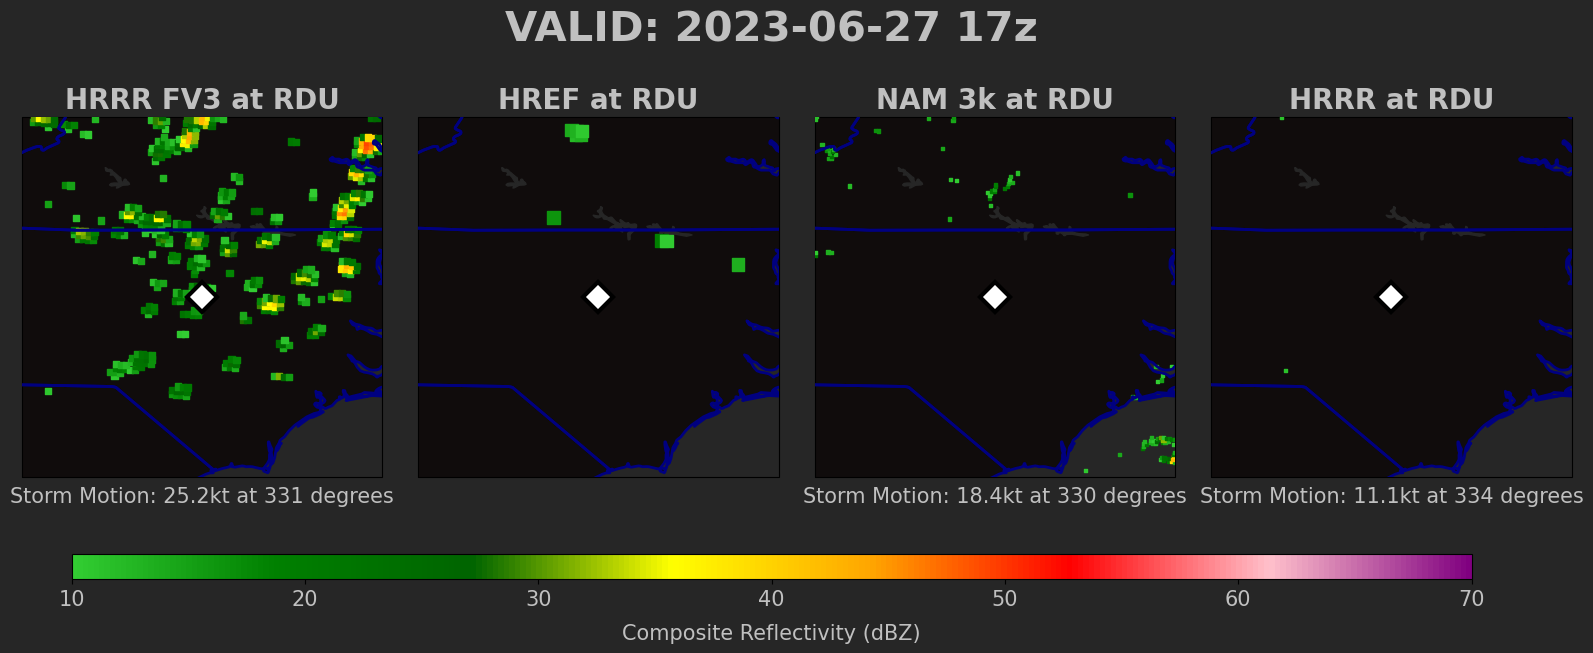 VALID: 2023-06-27 17z
HRRR FV3 at RDU
HREF at RDU
NAM 3k at RDU
HRRR at RDU
Storm Motion: 25.2kt at 331 degrees
Storm Motion: 18.4kt at 330 degrees
Storm Motion: 11.1kt at 334 degrees
10 20 30 40 50 60 70
Composite Reflectivity (dBZ)